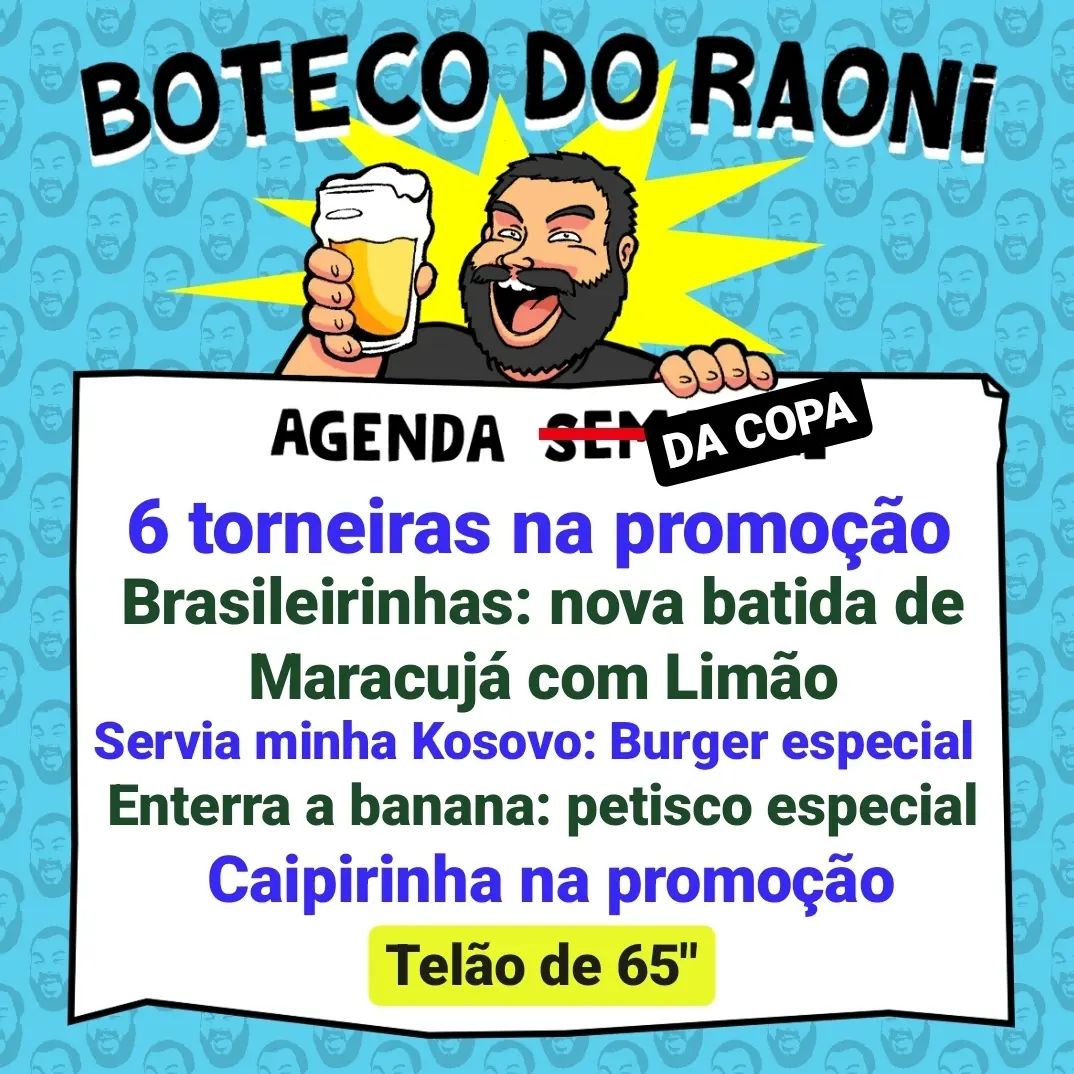 BOTECO DO RAONi
AGENDA SEM
DA COPA
6 torneiras na promoção
Brasileirinhas: nova batida de
Maracujá com Limão
Servia minha Kosovo: Burger especial
Enterra a banana: petisco especial
Caipirinha na promoção
Telão de 65"